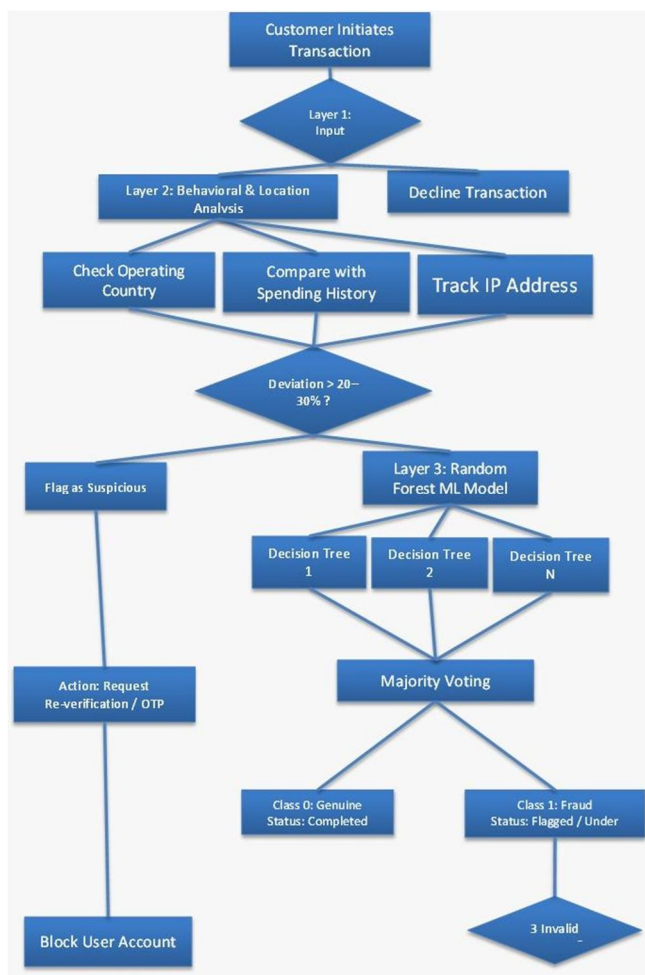 Customer Initiates
Transaction
Layer 1:
Input
Layer 2: Behavioral & Location
Analysis
Decline Transaction
Check Operating
Country
Compare with
Spending History
Track IP Address
Deviation > 20–
30% ?
Flag as Suspicious
Layer 3: Random
Forest ML Model
Decision Tree
1
Decision Tree
2
Decision Tree
N
Action: Request
Re-verification / OTP
Majority Voting
Class 0: Genuine
Status: Completed
Class 1: Fraud
Status: Flagged / Under
Block User Account
3 Invalid